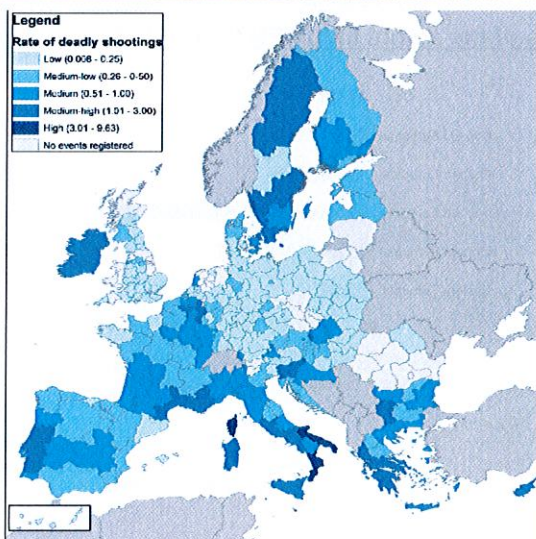 Legend
Rate of deadly shootings
Low (0.008 - 0.25)
Medium-low (0.26 - 0.50)
Medium (0.51 - 1.00)
Medium-high (1.01 - 3.00)
High (3.01 - 9.63)
No events registered